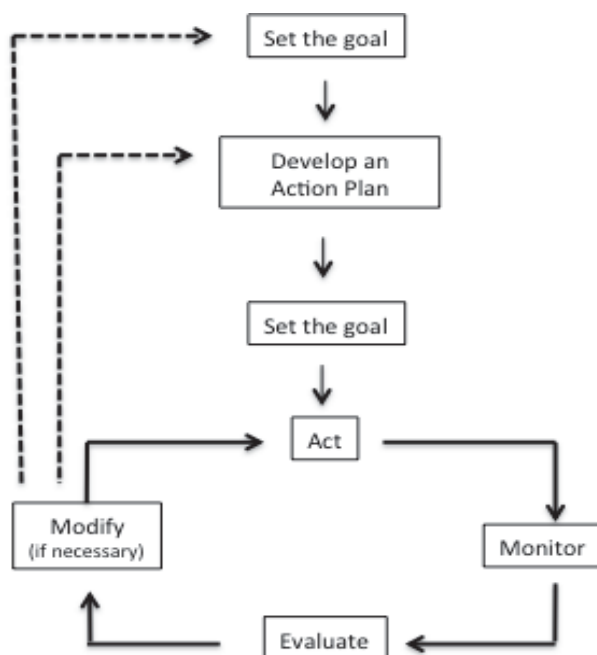 Set the goal
Develop an
Action Plan
Set the goal
Act
Modify
(if necessary)
Monitor
Evaluate